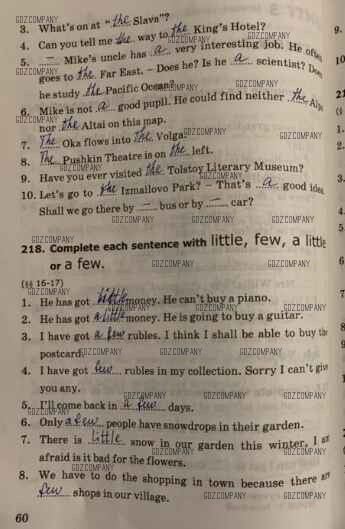 3. What's on at "the Slava"?
4. Can you tell me the way to the King's Hotel?
5. — Mike's uncle has a very interesting job. He often
goes to the Far East. – Does he? Is he a scientist? Does
he study the Pacific Ocean?
6. Mike is not a good pupil. He could find neither the Alps
nor the Altai on this map.
7. The Oka flows into the Volga.
8. The Pushkin Theatre is on the left.
9. Have you ever visited the Tolstoy Literary Museum?
10. Let's go to the Izmailovo Park? – That's a good idea.
Shall we go there by — bus or by — car?
GDZCOMPANY
218. Complete each sentence with little, few, a little
or a few.
(§§ 16-17)
1. He has got little money. He can't buy a piano.
2. He has got a little money. He is going to buy a guitar.
3. I have got a few rubles. I think I shall be able to buy the
postcard.
4. I have got few rubles in my collection. Sorry I can't give
you any.
5. I'll come back in a few days.
6. Only a few people have snowdrops in their garden.
7. There is little snow in our garden this winter. I am
afraid is it bad for the flowers.
8. We have to do the shopping in town because there are
few shops in our village.
60